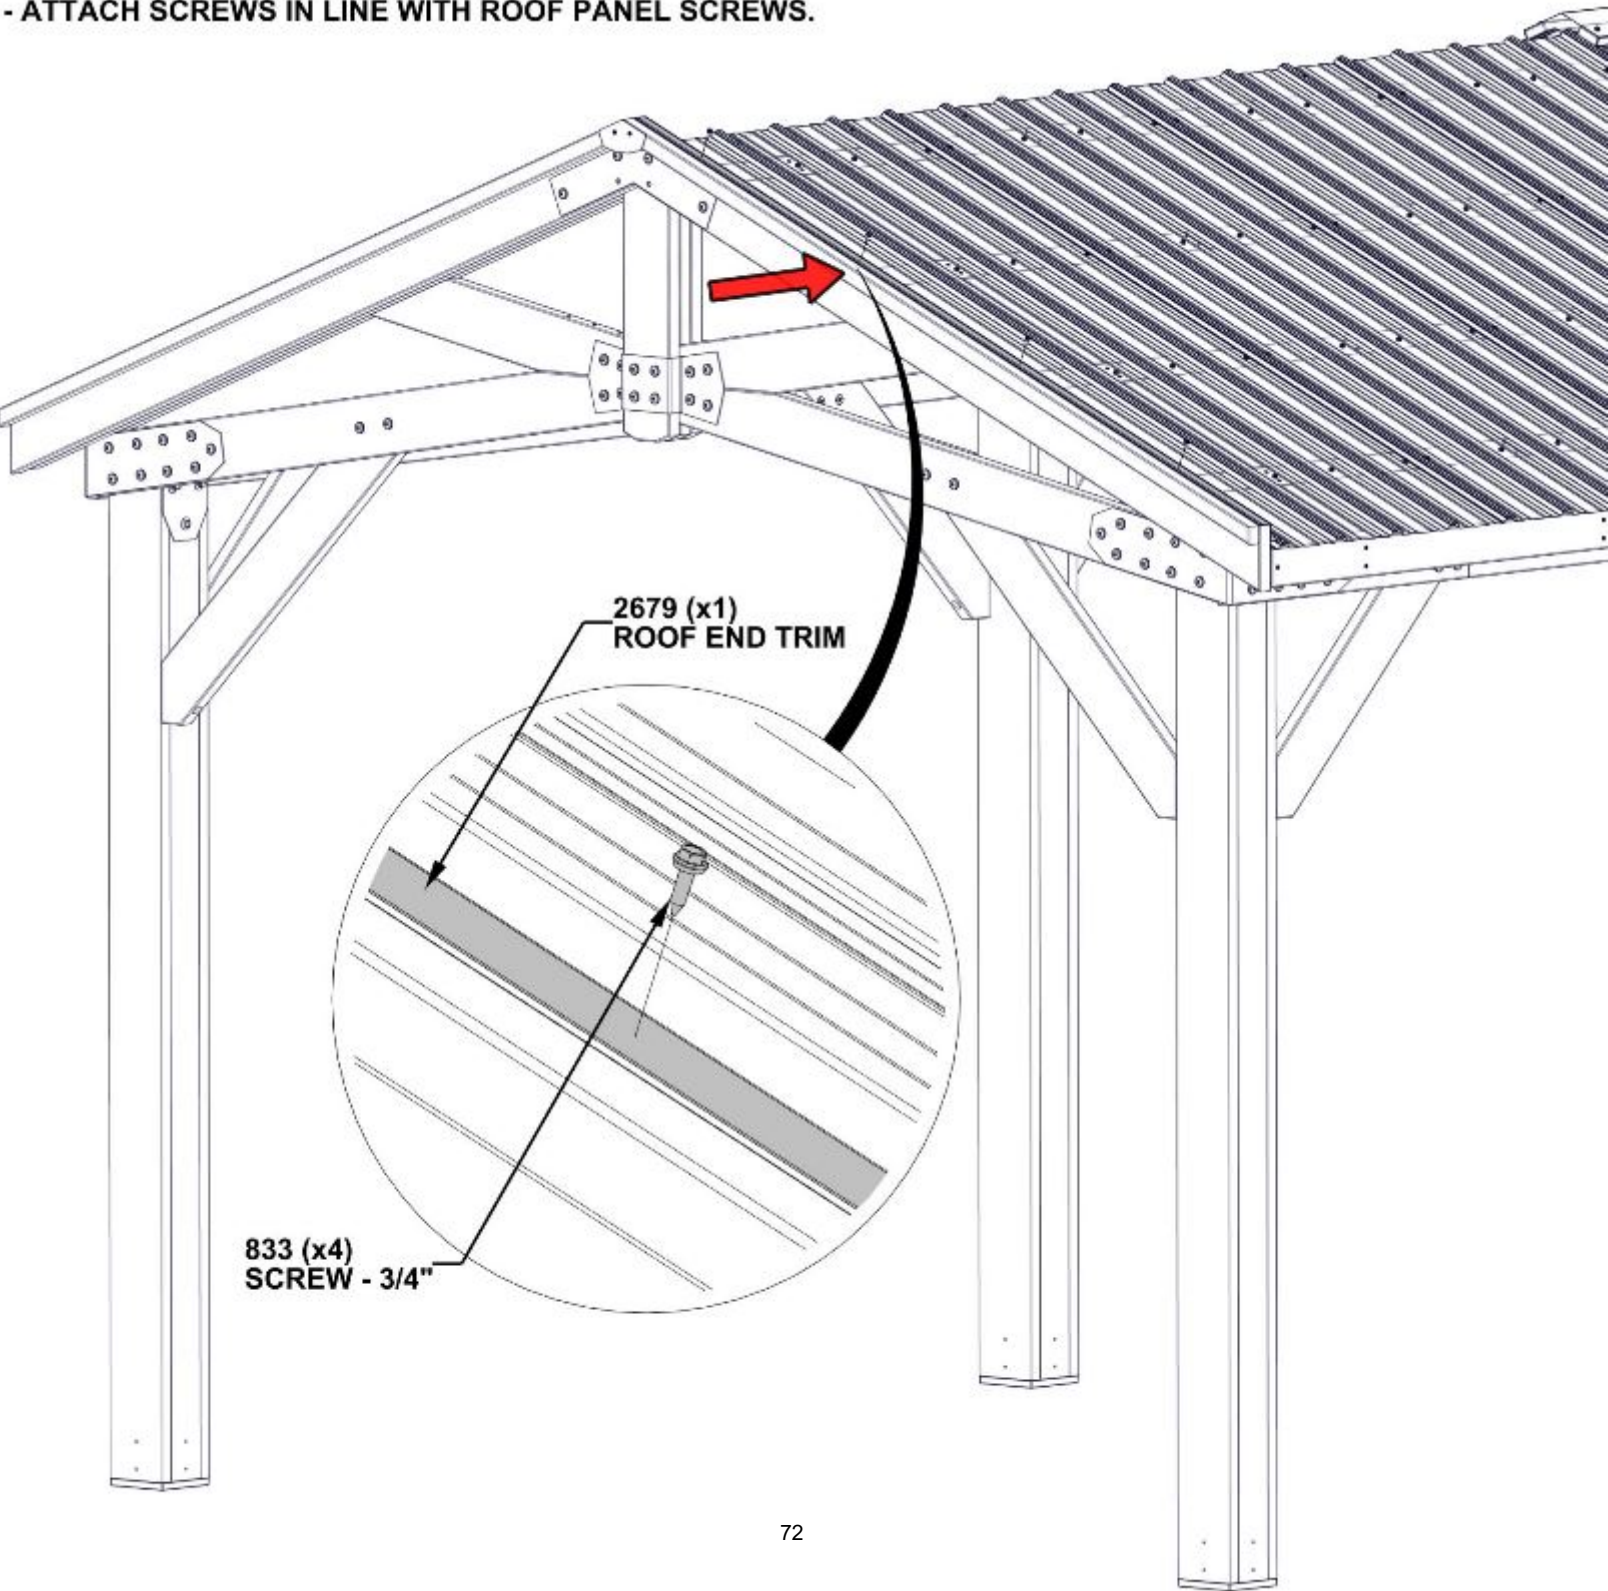 - ATTACH SCREWS IN LINE WITH ROOF PANEL SCREWS.
2679 (x1)
ROOF END TRIM
833 (x4)
SCREW - 3/4"
72